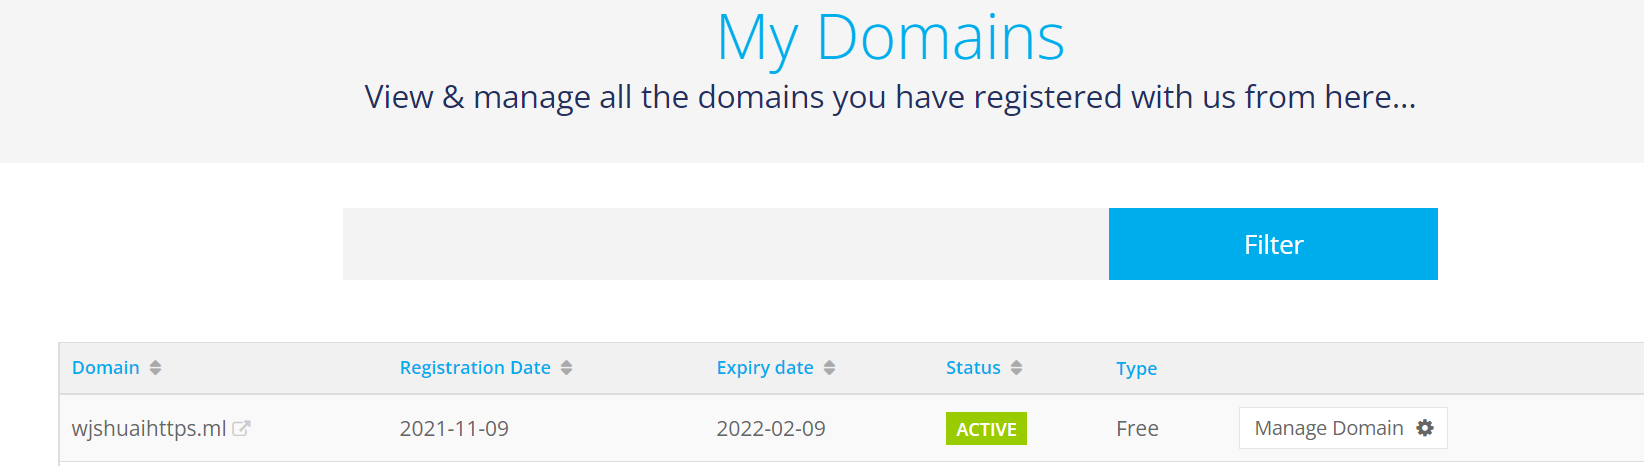 My Domains
View & manage all the domains you have registered with us from here...
Filter
Domain Registration Date Expiry date Status Type
wjshuaihttps.ml 2021-11-09 2022-02-09 ACTIVE Free Manage Domain